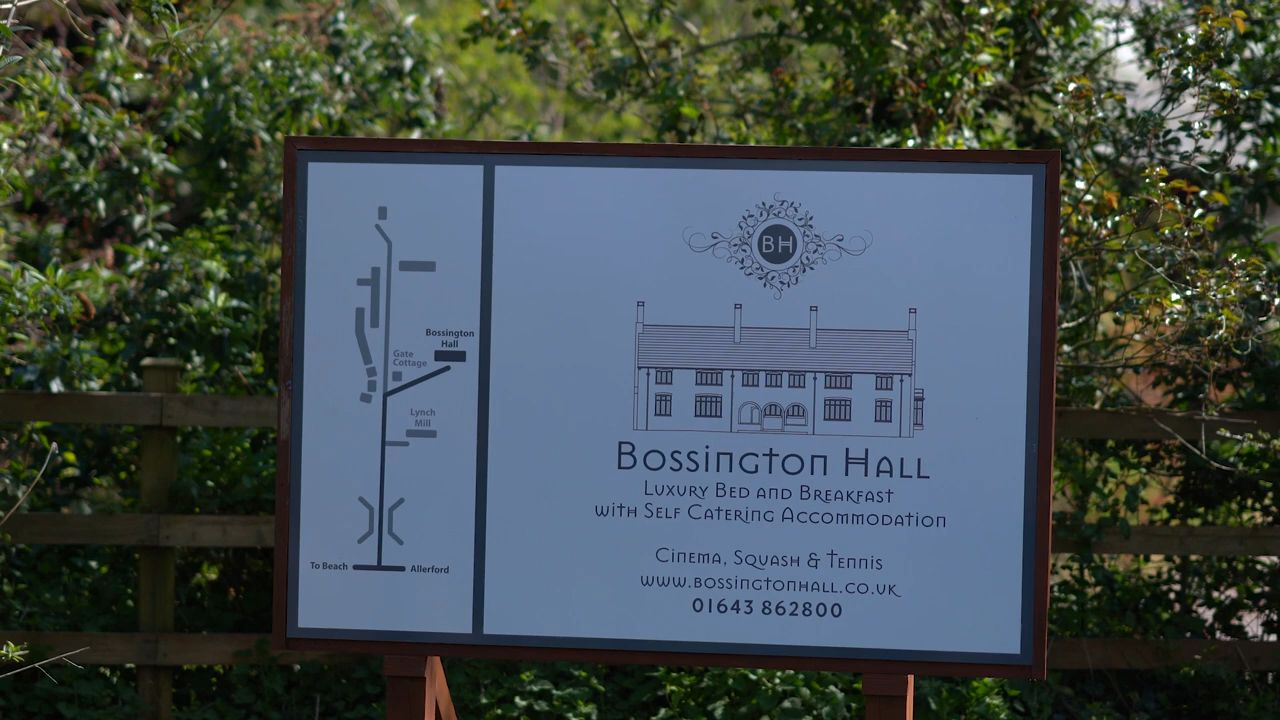 Bossington
Hall
Gate
Cottage
Lynch
Mill
To Beach
Allerford
BH
Bossington Hall
Luxury Bed and Breakfast
with Self Catering Accommodation
Cinema, Squash & Tennis
www.bossingtonhall.co.uk
01643 862800